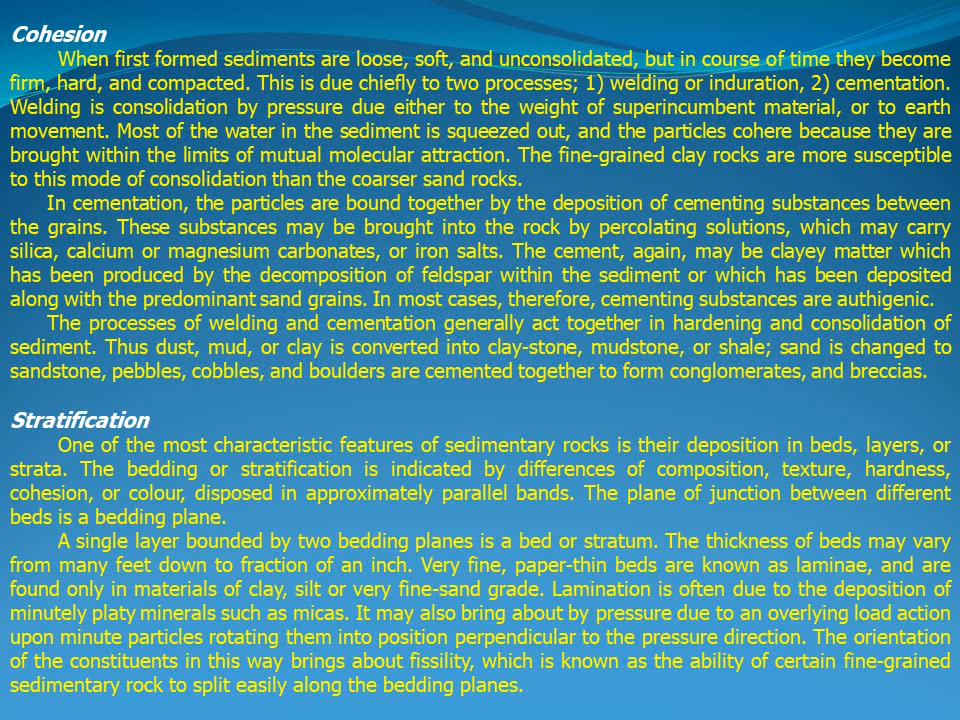 Cohesion
When first formed sediments are loose, soft, and unconsolidated, but in course of time they become
firm, hard, and compacted. This is due chiefly to two processes; 1) welding or induration, 2) cementation.
Welding is consolidation by pressure due either to the weight of superincumbent material, or to earth
movement. Most of the water in the sediment is squeezed out, and the particles cohere because they are
brought within the limits of mutual molecular attraction. The fine-grained clay rocks are more susceptible
to this mode of consolidation than the coarser sand rocks.
In cementation, the particles are bound together by the deposition of cementing substances between
the grains. These substances may be brought into the rock by percolating solutions, which may carry
silica, calcium or magnesium carbonates, or iron salts. The cement, again, may be clayey matter which
has been produced by the decomposition of feldspar within the sediment or which has been deposited
along with the predominant sand grains. In most cases, therefore, cementing substances are authigenic.
The processes of welding and cementation generally act together in hardening and consolidation of
sediment. Thus dust, mud, or clay is converted into clay-stone, mudstone, or shale; sand is changed to
sandstone, pebbles, cobbles, and boulders are cemented together to form conglomerates, and breccias.
Stratification
One of the most characteristic features of sedimentary rocks is their deposition in beds, layers, or
strata. The bedding or stratification is indicated by differences of composition, texture, hardness,
cohesion, or colour, disposed in approximately parallel bands. The plane of junction between different
beds is a bedding plane.
A single layer bounded by two bedding planes is a bed or stratum. The thickness of beds may vary
from many feet down to fraction of an inch. Very fine, paper-thin beds are known as laminae, and are
found only in materials of clay, silt or very fine-sand grade. Lamination is often due to the deposition of
minutely platy minerals such as micas. It may also bring about by pressure due to an overlying load action
upon minute particles rotating them into position perpendicular to the pressure direction. The orientation
of the constituents in this way brings about fissility, which is known as the ability of certain fine-grained
sedimentary rock to split easily along the bedding planes.